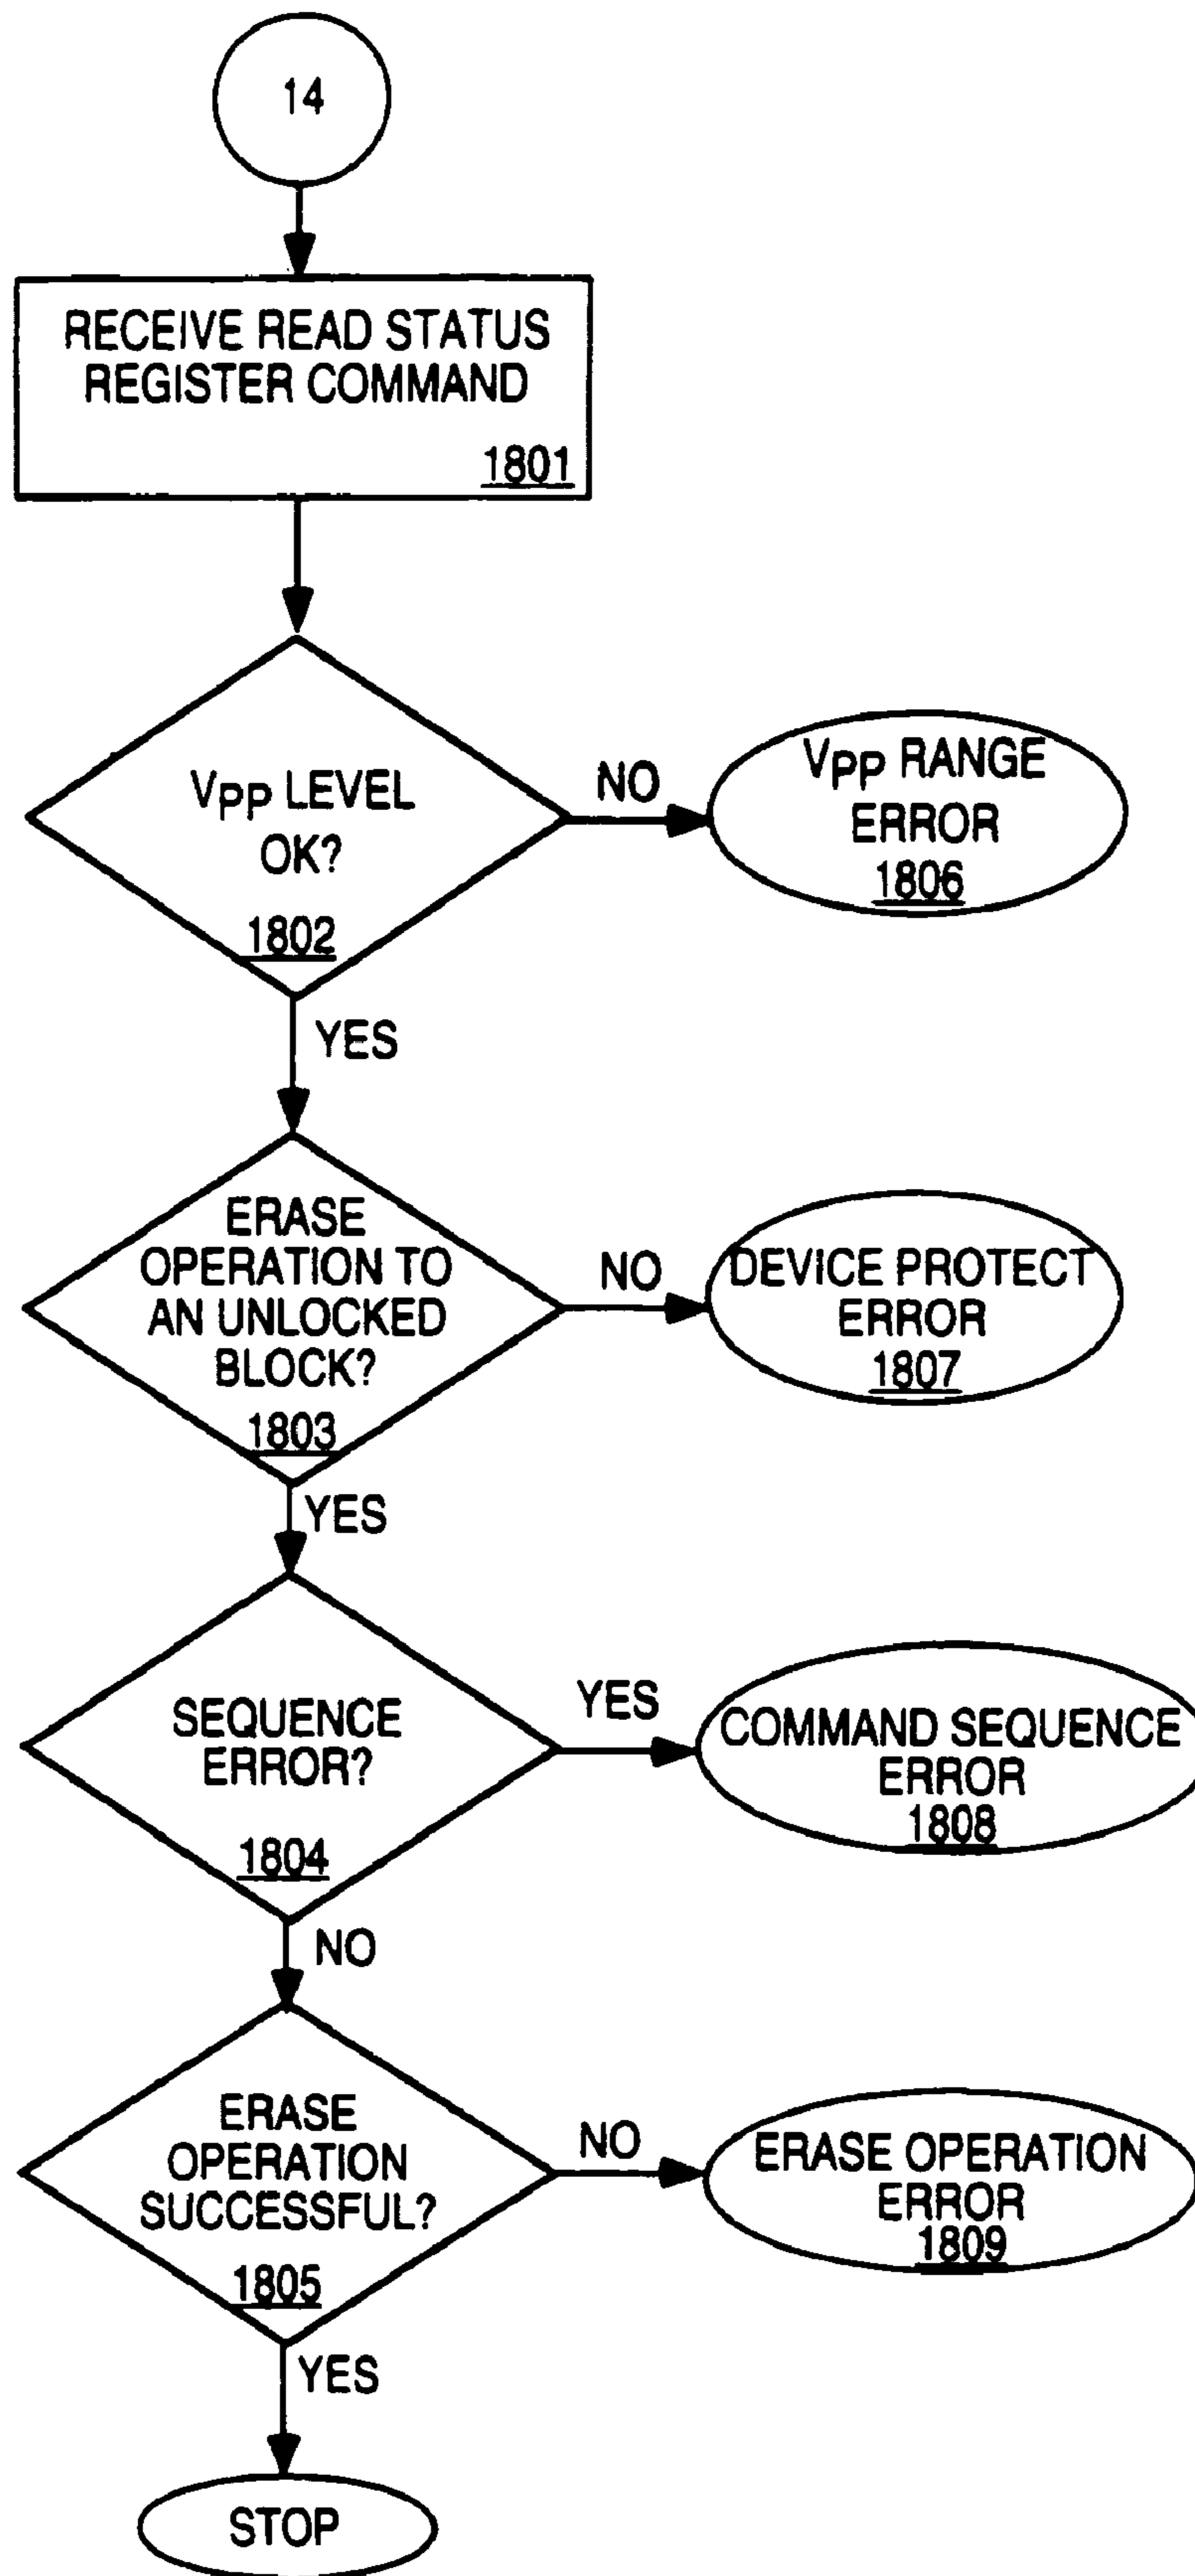 14
RECEIVE READ STATUS
REGISTER COMMAND
1801
Vpp LEVEL
OK?
1802
NO
Vpp RANGE
ERROR
1806
YES
ERASE
OPERATION TO
AN UNLOCKED
BLOCK?
1803
NO
DEVICE PROTECT
ERROR
1807
YES
SEQUENCE
ERROR?
1804
YES
COMMAND SEQUENCE
ERROR
1808
NO
ERASE
OPERATION
SUCCESSFUL?
1805
NO
ERASE OPERATION
ERROR
1809
YES
STOP